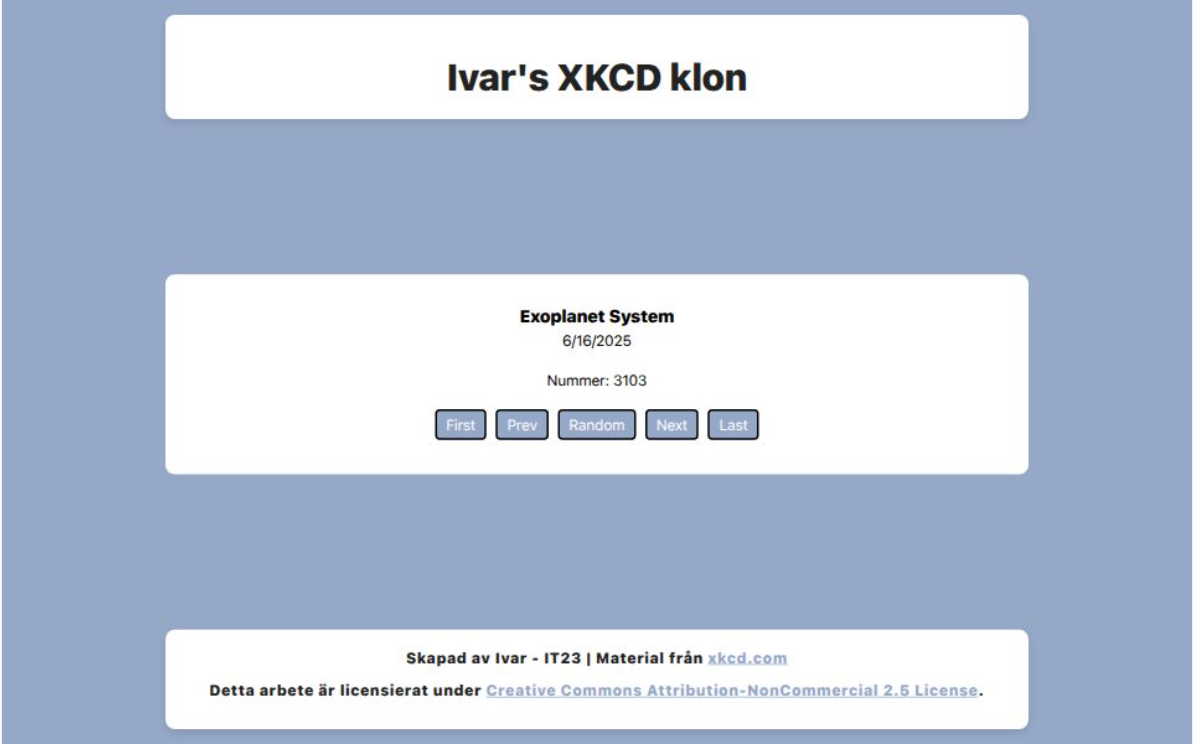 Ivar's XKCD klon
Exoplanet System
6/16/2025
Nummer: 3103
First Prev Random Next Last
Skapad av Ivar - IT23 | Material från xkcd.com
Detta arbete är licensierat under Creative Commons Attribution-NonCommercial 2.5 License.